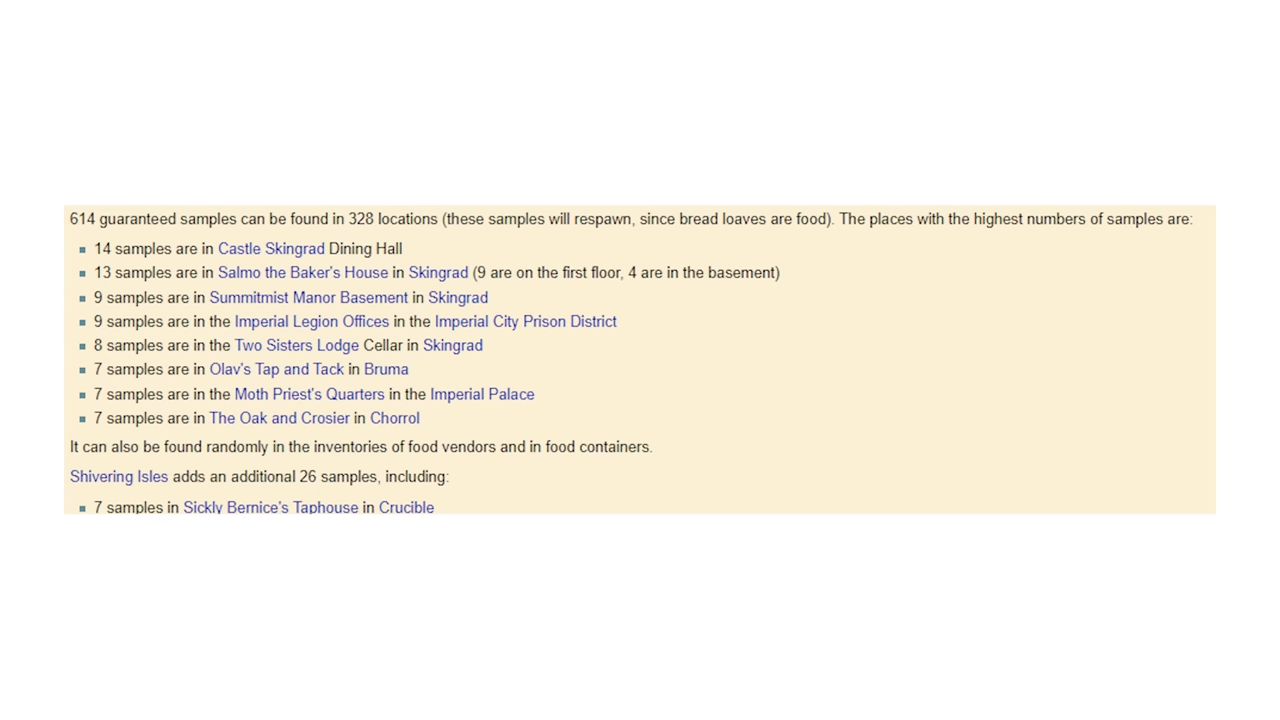 614 guaranteed samples can be found in 328 locations (these samples will respawn, since bread loaves are food). The places with the highest numbers of samples are:
14 samples are in Castle Skingrad Dining Hall
13 samples are in Salmo the Baker's House in Skingrad (9 are on the first floor, 4 are in the basement)
9 samples are in Summitmist Manor Basement in Skingrad
9 samples are in the Imperial Legion Offices in the Imperial City Prison District
8 samples are in the Two Sisters Lodge Cellar in Skingrad
7 samples are in Olav's Tap and Tack in Bruma
7 samples are in the Moth Priest's Quarters in the Imperial Palace
7 samples are in The Oak and Crosier in Chorrol
It can also be found randomly in the inventories of food vendors and in food containers.
Shivering Isles adds an additional 26 samples, including:
7 samples in Sickly Bernice's Taphouse in Crucible